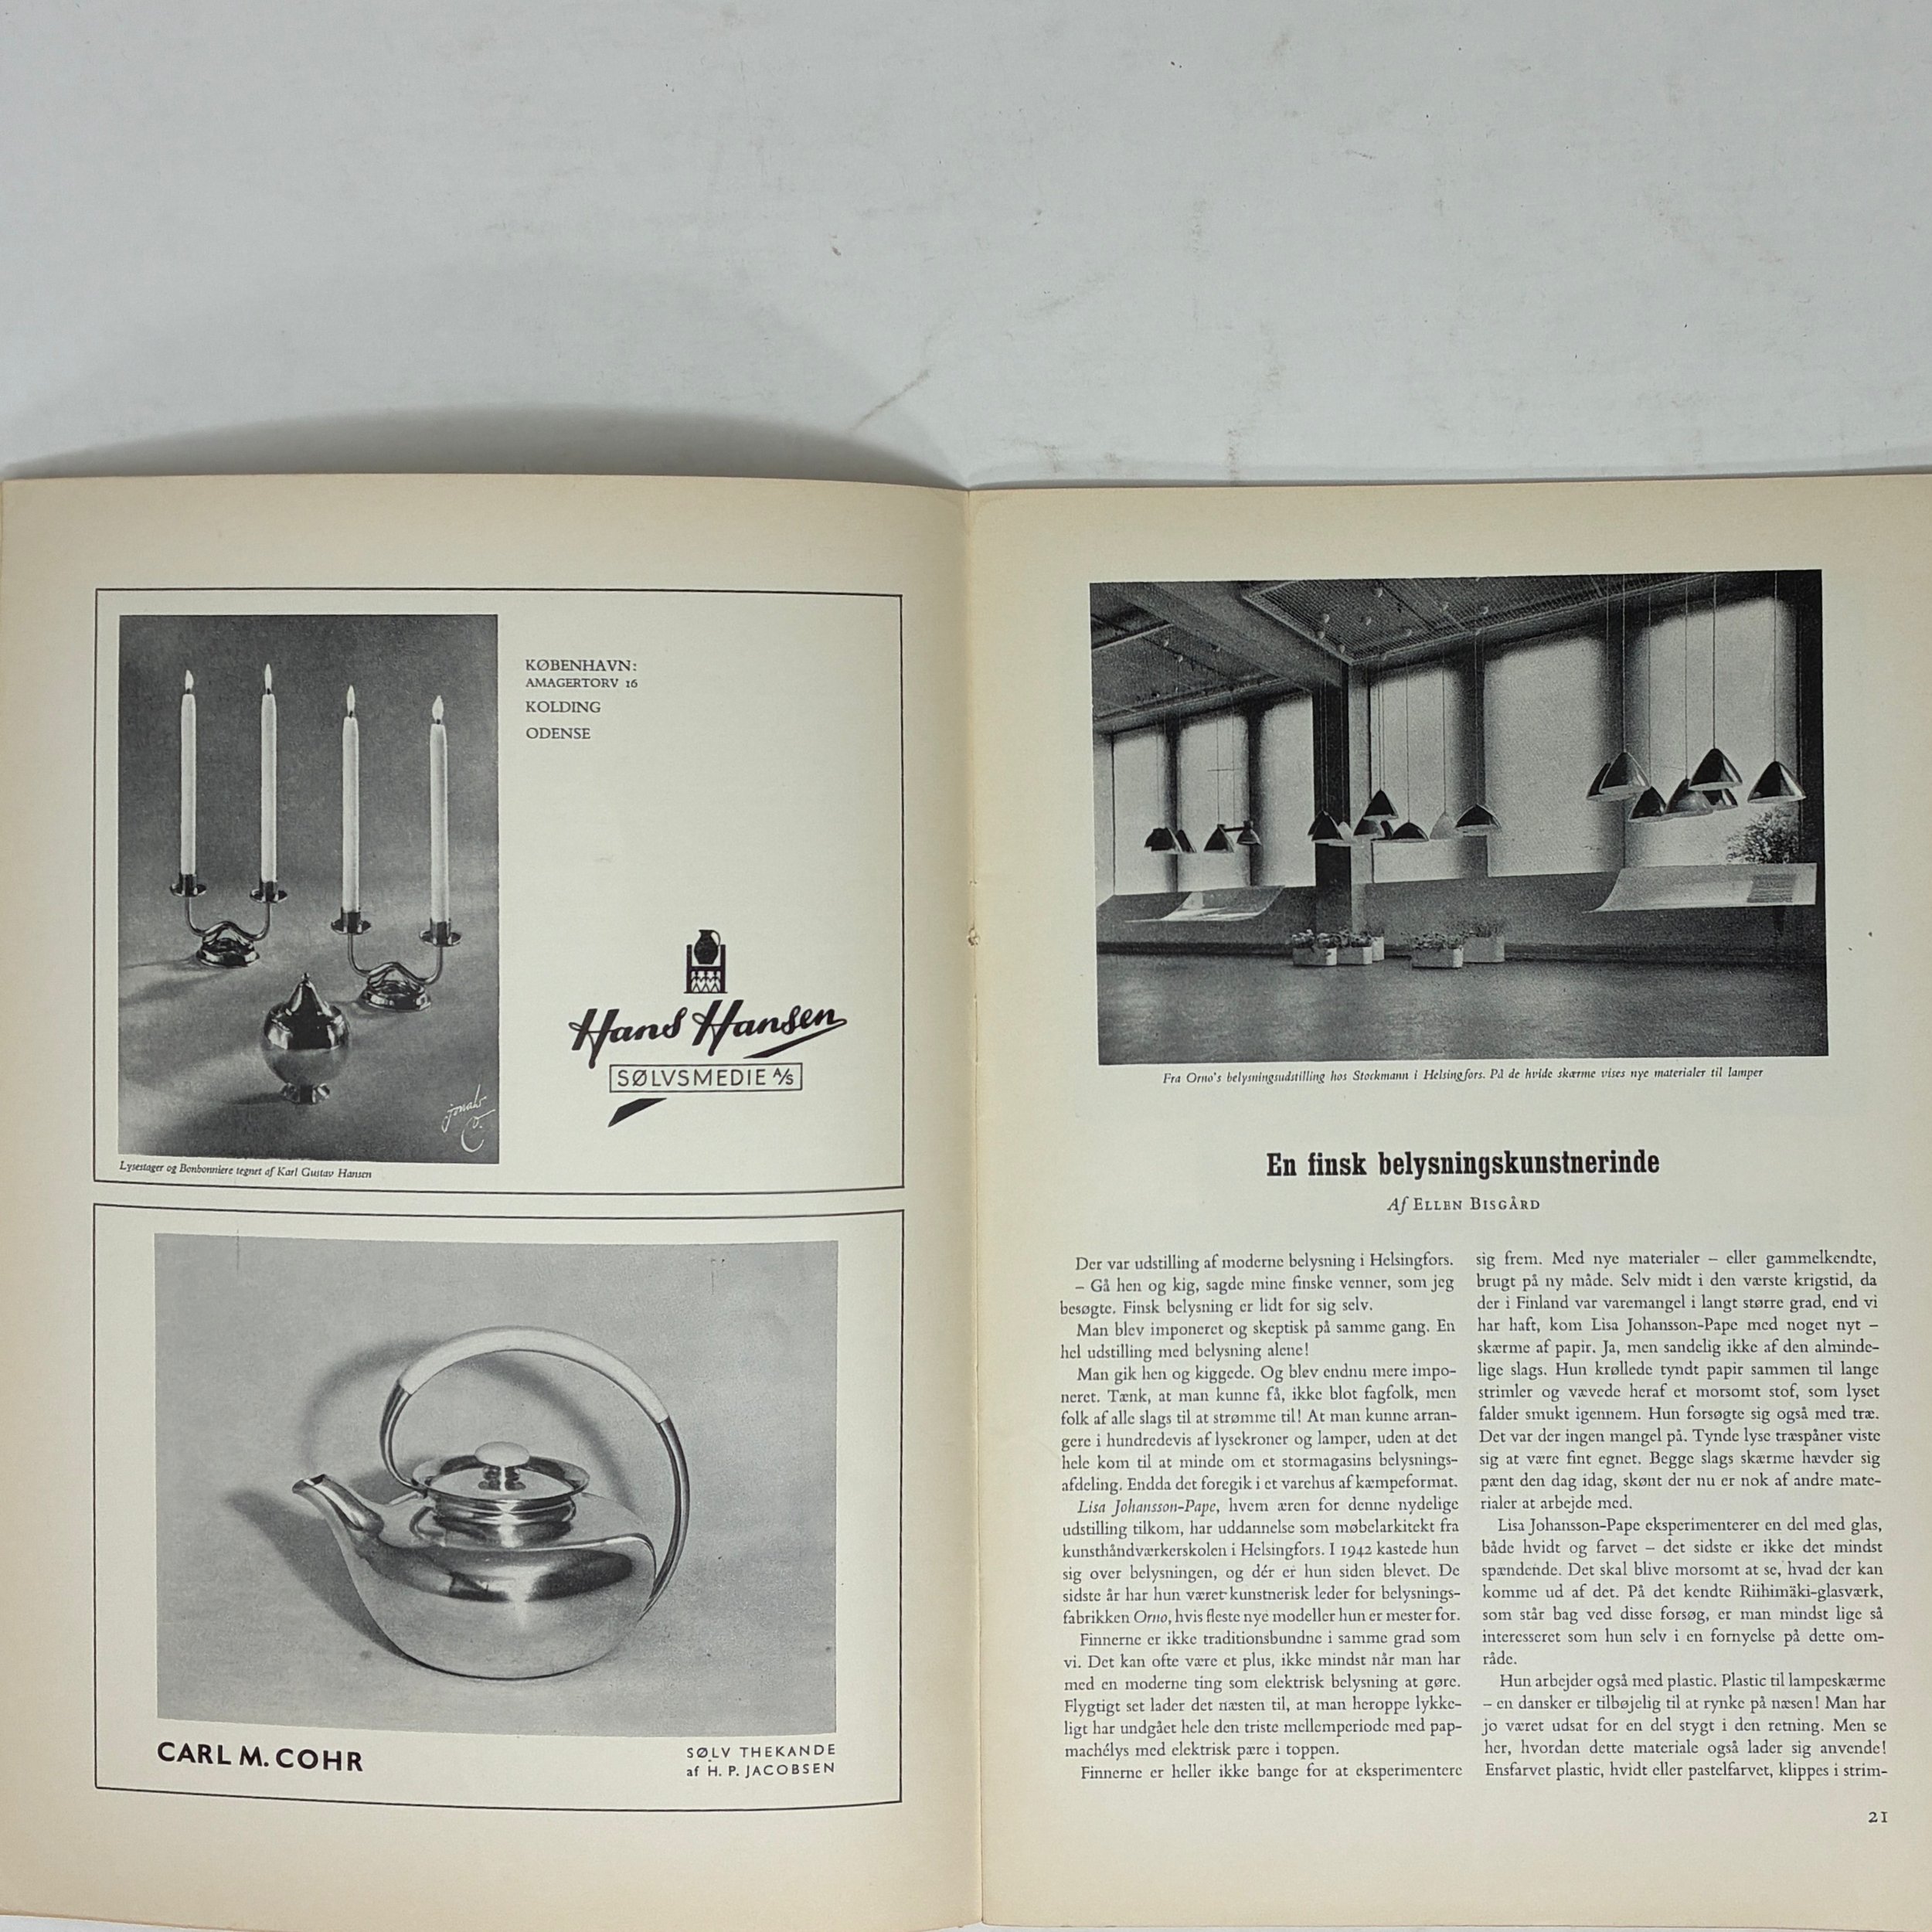 KØBENHAVN:
AMAGERTORV 16
KOLDING
ODENSE
Hans Hansen
SØLVSMEDIE A/S
Lysestager og Bonbonniere tegnet af Karl Gustav Hansen
CARL M. COHR
SØLV THEKANDE
af H. P. JACOBSEN
Fra Orno's belysningsudstilling hos Stockmann i Helsingfors. På de hvide skærme vises nye materialer til lamper
En finsk belysningskunstnerinde
Af ELLEN BISGÅRD
Der var udstilling af moderne belysning i Helsingfors.
– Gå hen og kig, sagde mine finske venner, som jeg
besøgte. Finsk belysning er lidt for sig selv.
Man blev imponeret og skeptisk på samme gang. En
hel udstilling med belysning alene!
Man gik hen og kiggede. Og blev endnu mere impo-
neret. Tænk, at man kunne få, ikke blot fagfolk, men
folk af alle slags til at strømme til! At man kunne arran-
gere i hundredevis af lysekroner og lamper, uden at det
hele kom til at minde om et stormagasins belysnings-
afdeling. Endda det foregik i et varehus af kæmpeformat.
Lisa Johansson-Pape, hvem æren for denne nydelige
udstilling tilkom, har uddannelse som møbelarkitekt fra
kunsthåndværkerskolen i Helsingfors. I 1942 kastede hun
sig over belysningen, og dér er hun siden blevet. De
sidste år har hun været kunstnerisk leder for belysnings-
fabrikken Orno, hvis fleste nye modeller hun er mester for.
Finnerne er ikke traditionsbundne i samme grad som
vi. Det kan ofte være et plus, ikke mindst når man har
med en moderne ting som elektrisk belysning at gøre.
Flygtigt set lader det næsten til, at man heroppe lykke-
ligt har undgået hele den triste mellemperiode med pap-
machélys med elektrisk pære i toppen.
Finnerne er heller ikke bange for at eksperimentere
sig frem. Med nye materialer – eller gammelkendte,
brugt på ny måde. Selv midt i den værste krigstid, da
der i Finland var varemangel i langt større grad, end vi
har haft, kom Lisa Johansson-Pape med noget nyt –
skærme af papir. Ja, men sandelig ikke af den alminde-
lige slags. Hun krøllede tyndt papir sammen til lange
strimler og vævede heraf et morsomt stof, som lyset
falder smukt igennem. Hun forsøgte sig også med træ.
Det var der ingen mangel på. Tynde lyse træspåner viste
sig at være fint egnet. Begge slags skærme hævder sig
pænt den dag idag, skønt der nu er nok af andre mate-
rialer at arbejde med.
Lisa Johansson-Pape eksperimenterer en del med glas,
både hvidt og farvet – det sidste er ikke det mindst
spændende. Det skal blive morsomt at se, hvad der kan
komme ud af det. På det kendte Riihimäki-glasværk,
som står bag ved disse forsøg, er man mindst lige så
interesseret som hun selv i en fornyelse på dette om-
råde.
Hun arbejder også med plastic. Plastic til lampeskærme
– en dansker er tilbøjelig til at rynke på næsen! Man har
jo været udsat for en del stygt i den retning. Men se
her, hvordan dette materiale også lader sig anvende!
Ensfarvet plastic, hvidt eller pastelfarvet, klippes i strim-
21